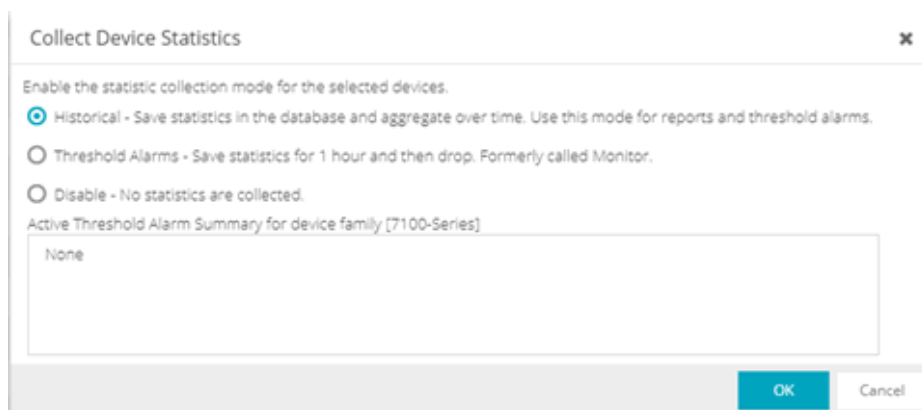 Collect Device Statistics
Enable the statistic collection mode for the selected devices.
Historical - Save statistics in the database and aggregate over time. Use this mode for reports and threshold alarms.
Threshold Alarms - Save statistics for 1 hour and then drop. Formerly called Monitor.
Disable - No statistics are collected.
Active Threshold Alarm Summary for device family [7100-Series]
None
OK
Cancel